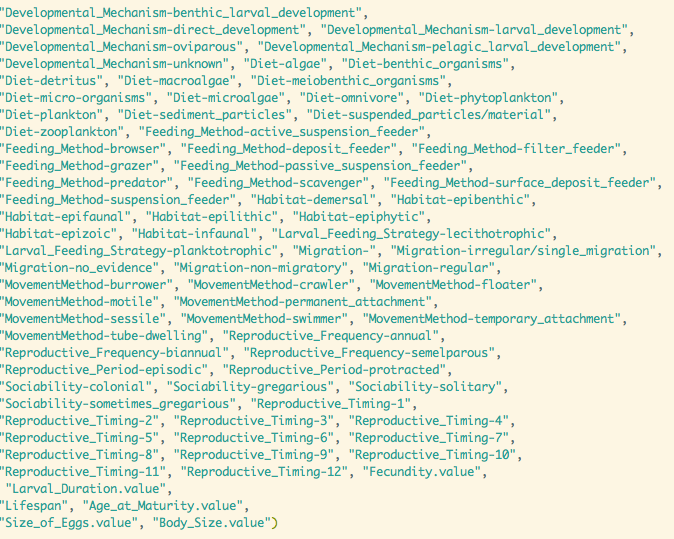 "Developmental_Mechanism-benthic_larval_development",
"Developmental_Mechanism-direct_development", "Developmental_Mechanism-larval_development",
"Developmental_Mechanism-oviparous", "Developmental_Mechanism-pelagic_larval_development",
"Developmental_Mechanism-unknown", "Diet-algae", "Diet-benthic_organisms",
"Diet-detritus", "Diet-macroalgae", "Diet-meiobenthic_organisms",
"Diet-micro-organisms", "Diet-microalgae", "Diet-omnivore", "Diet-phytoplankton",
"Diet-plankton", "Diet-sediment_particles", "Diet-suspended_particles/material",
"Diet-zooplankton", "Feeding_Method-active_suspension_feeder",
"Feeding_Method-browser", "Feeding_Method-deposit_feeder", "Feeding_Method-filter_feeder",
"Feeding_Method-grazer", "Feeding_Method-passive_suspension_feeder",
"Feeding_Method-predator", "Feeding_Method-scavenger", "Feeding_Method-surface_deposit_feeder",
"Feeding_Method-suspension_feeder", "Habitat-demersal", "Habitat-epibenthic",
"Habitat-epifaunal", "Habitat-epilithic", "Habitat-epiphytic",
"Habitat-epizoic", "Habitat-infaunal", "Larval_Feeding_Strategy-lecithotrophic",
"Larval_Feeding_Strategy-planktotrophic", "Migration-", "Migration-irregular/single_migration",
"Migration-no_evidence", "Migration-non-migratory", "Migration-regular",
"MovementMethod-burrower", "MovementMethod-crawler", "MovementMethod-floater",
"MovementMethod-motile", "MovementMethod-permanent_attachment",
"MovementMethod-sessile", "MovementMethod-swimmer", "MovementMethod-temporary_attachment",
"MovementMethod-tube-dwelling", "Reproductive_Frequency-annual",
"Reproductive_Frequency-biannual", "Reproductive_Frequency-semelparous",
"Reproductive_Period-episodic", "Reproductive_Period-protracted",
"Sociability-colonial", "Sociability-gregarious", "Sociability-solitary",
"Sociability-sometimes_gregarious", "Reproductive_Timing-1",
"Reproductive_Timing-2", "Reproductive_Timing-3", "Reproductive_Timing-4",
"Reproductive_Timing-5", "Reproductive_Timing-6", "Reproductive_Timing-7",
"Reproductive_Timing-8", "Reproductive_Timing-9", "Reproductive_Timing-10",
"Reproductive_Timing-11", "Reproductive_Timing-12", "Fecundity.value",
"Larval_Duration.value",
"Lifespan", "Age_at_Maturity.value",
"Size_of_Eggs.value", "Body_Size.value")